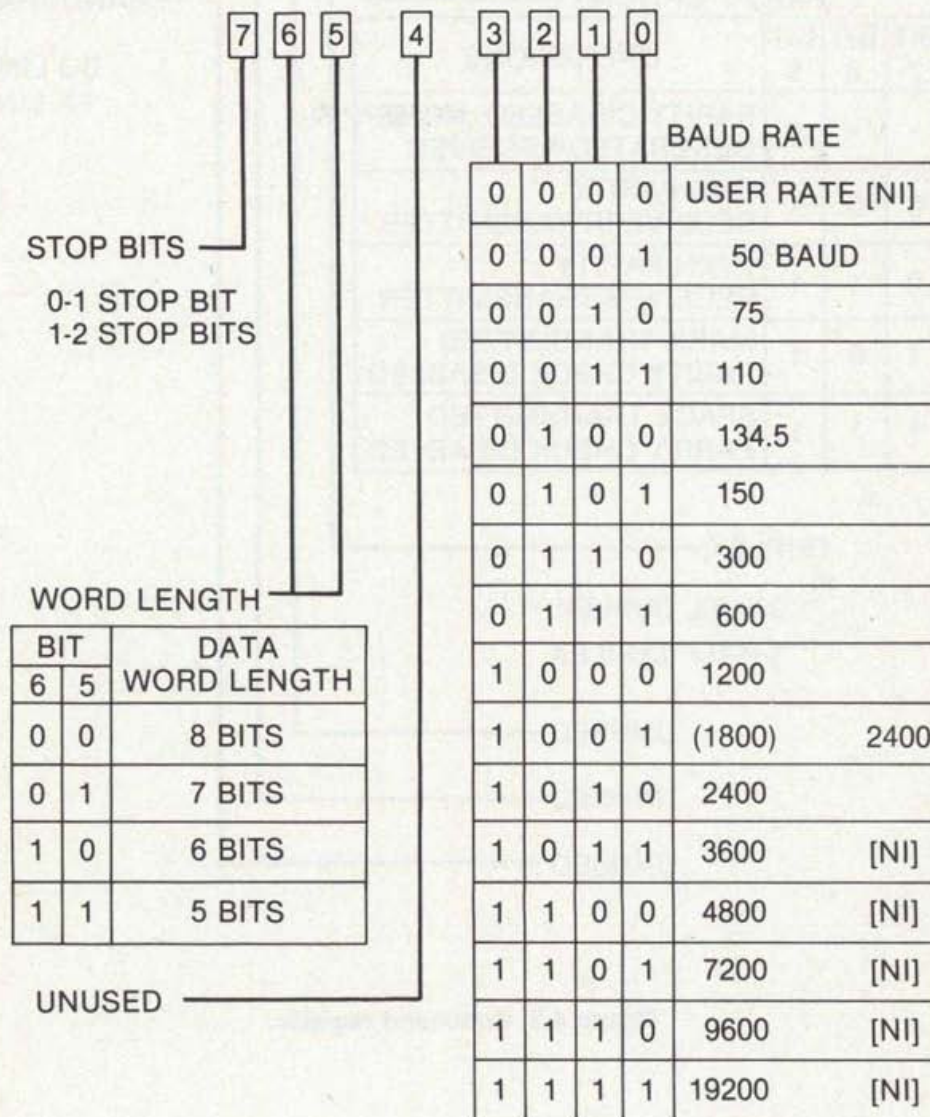 7 6 5 4 3 2 1 0
BAUD RATE
0 0 0 0 USER RATE [NI]
0 0 0 1 50 BAUD
0 0 1 0 75
0 0 1 1 110
0 1 0 0 134.5
0 1 0 1 150
0 1 1 0 300
0 1 1 1 600
1 0 0 0 1200
1 0 0 1 (1800) 2400
1 0 1 0 2400
1 0 1 1 3600 [NI]
1 1 0 0 4800 [NI]
1 1 0 1 7200 [NI]
1 1 1 0 9600 [NI]
1 1 1 1 19200 [NI]
STOP BITS
0-1 STOP BIT
1-2 STOP BITS
WORD LENGTH
BIT DATA
6 5 WORD LENGTH
0 0 8 BITS
0 1 7 BITS
1 0 6 BITS
1 1 5 BITS
UNUSED